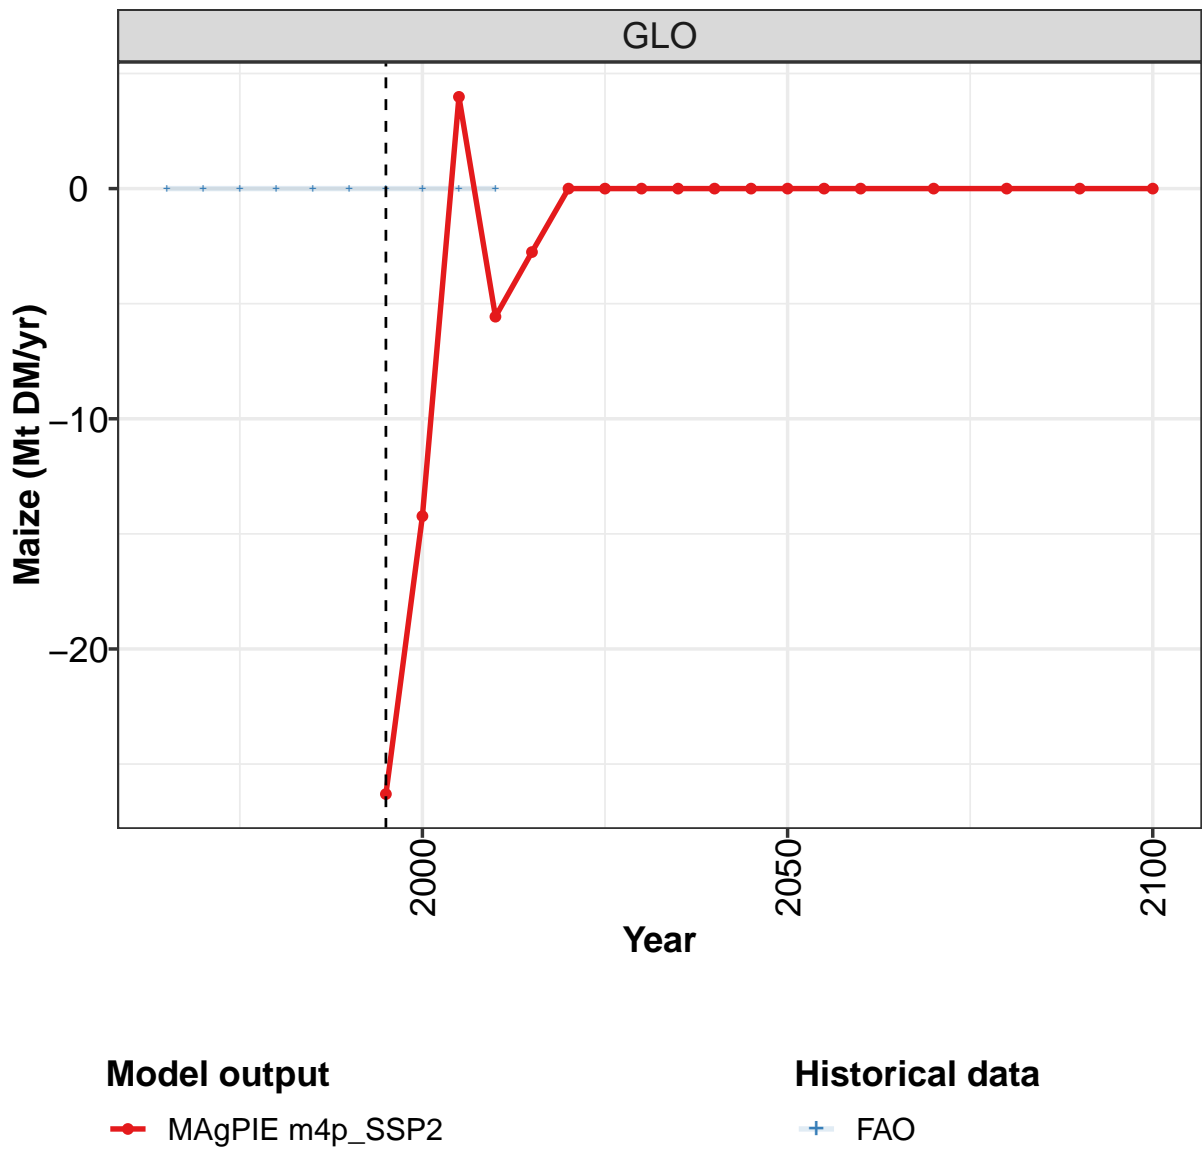 GLO
0
−10
−20
Maize (Mt DM/yr)
2000
2050
2100
Year
Model output
Historical data
MAgPIE m4p_SSP2
FAO